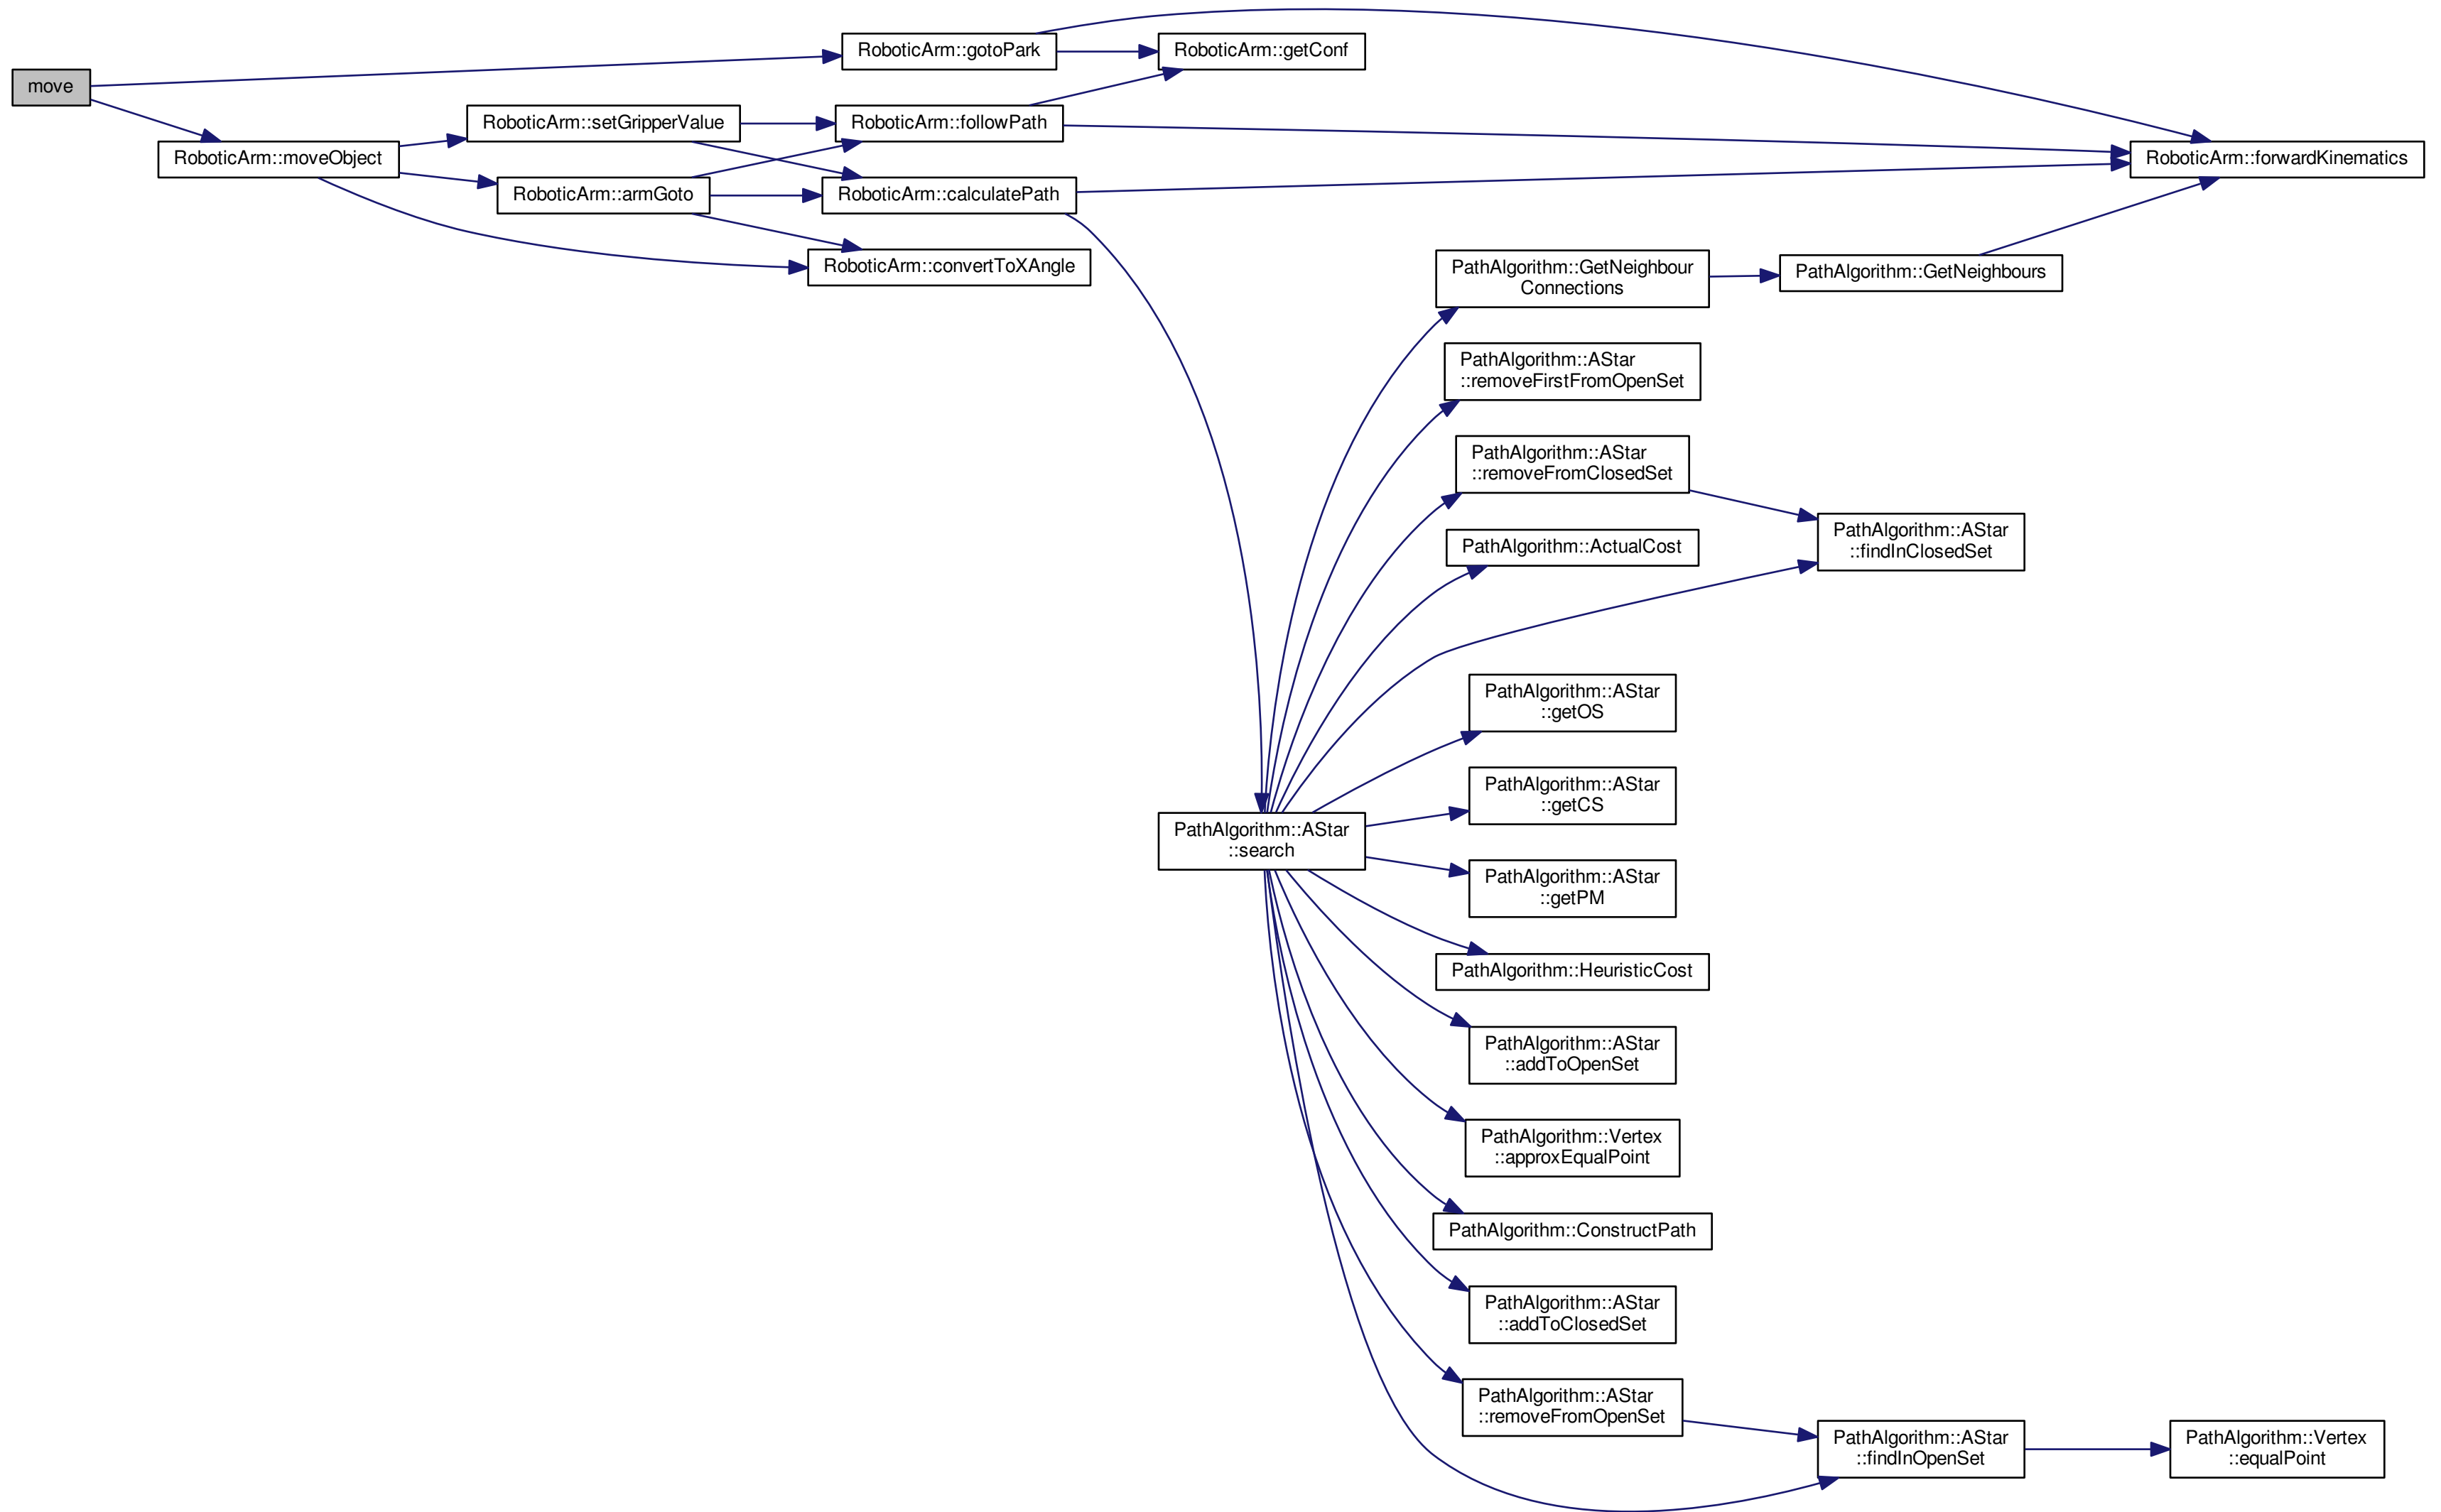 move
RoboticArm::gotoPark
RoboticArm::getConf
RoboticArm::setGripperValue
RoboticArm::followPath
RoboticArm::moveObject
RoboticArm::forwardKinematics
RoboticArm::armGoto
RoboticArm::calculatePath
RoboticArm::convertToXAngle
PathAlgorithm::GetNeighbour
Connections
PathAlgorithm::GetNeighbours
PathAlgorithm::AStar
::removeFirstFromOpenSet
PathAlgorithm::AStar
::removeFromClosedSet
PathAlgorithm::ActualCost
PathAlgorithm::AStar
::findInClosedSet
PathAlgorithm::AStar
::getOS
PathAlgorithm::AStar
::getCS
PathAlgorithm::AStar
::search
PathAlgorithm::AStar
::getPM
PathAlgorithm::HeuristicCost
PathAlgorithm::AStar
::addToOpenSet
PathAlgorithm::Vertex
::approxEqualPoint
PathAlgorithm::ConstructPath
PathAlgorithm::AStar
::addToClosedSet
PathAlgorithm::AStar
::removeFromOpenSet
PathAlgorithm::AStar
::findInOpenSet
PathAlgorithm::Vertex
::equalPoint